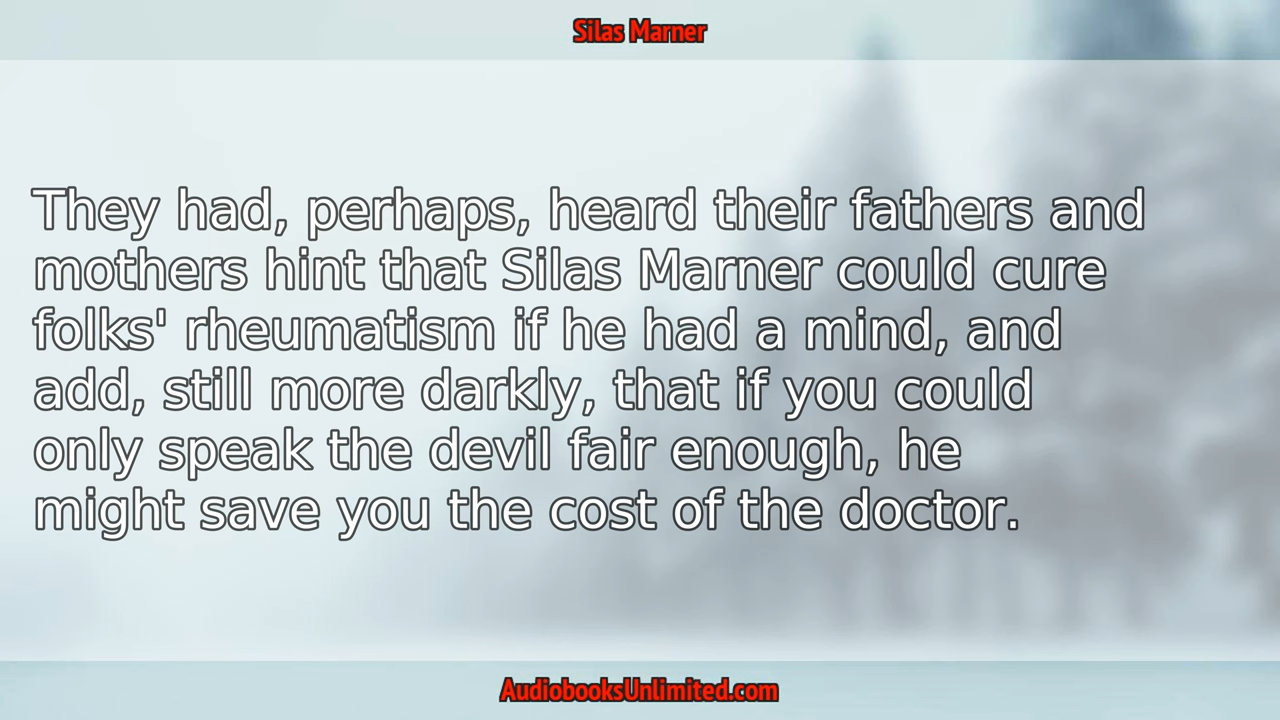 Silas Marner
They had, perhaps, heard their fathers and
mothers hint that Silas Marner could cure
folks' rheumatism if he had a mind, and
add, still more darkly, that if you could
only speak the devil fair enough, he
might save you the cost of the doctor.
AudiobooksUnlimited.com